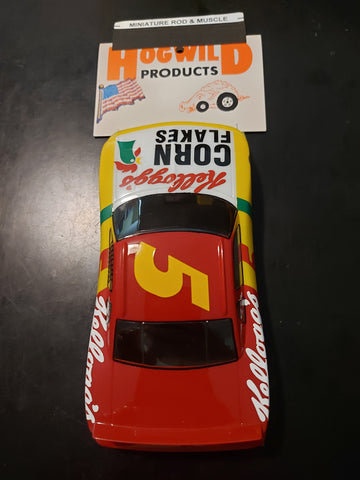 MINIATURE ROD & MUSCLE
HOGWILD
PRODUCTS
Kellogg's
CORN
FLAKES
5
Kellogg's
Kellogg's